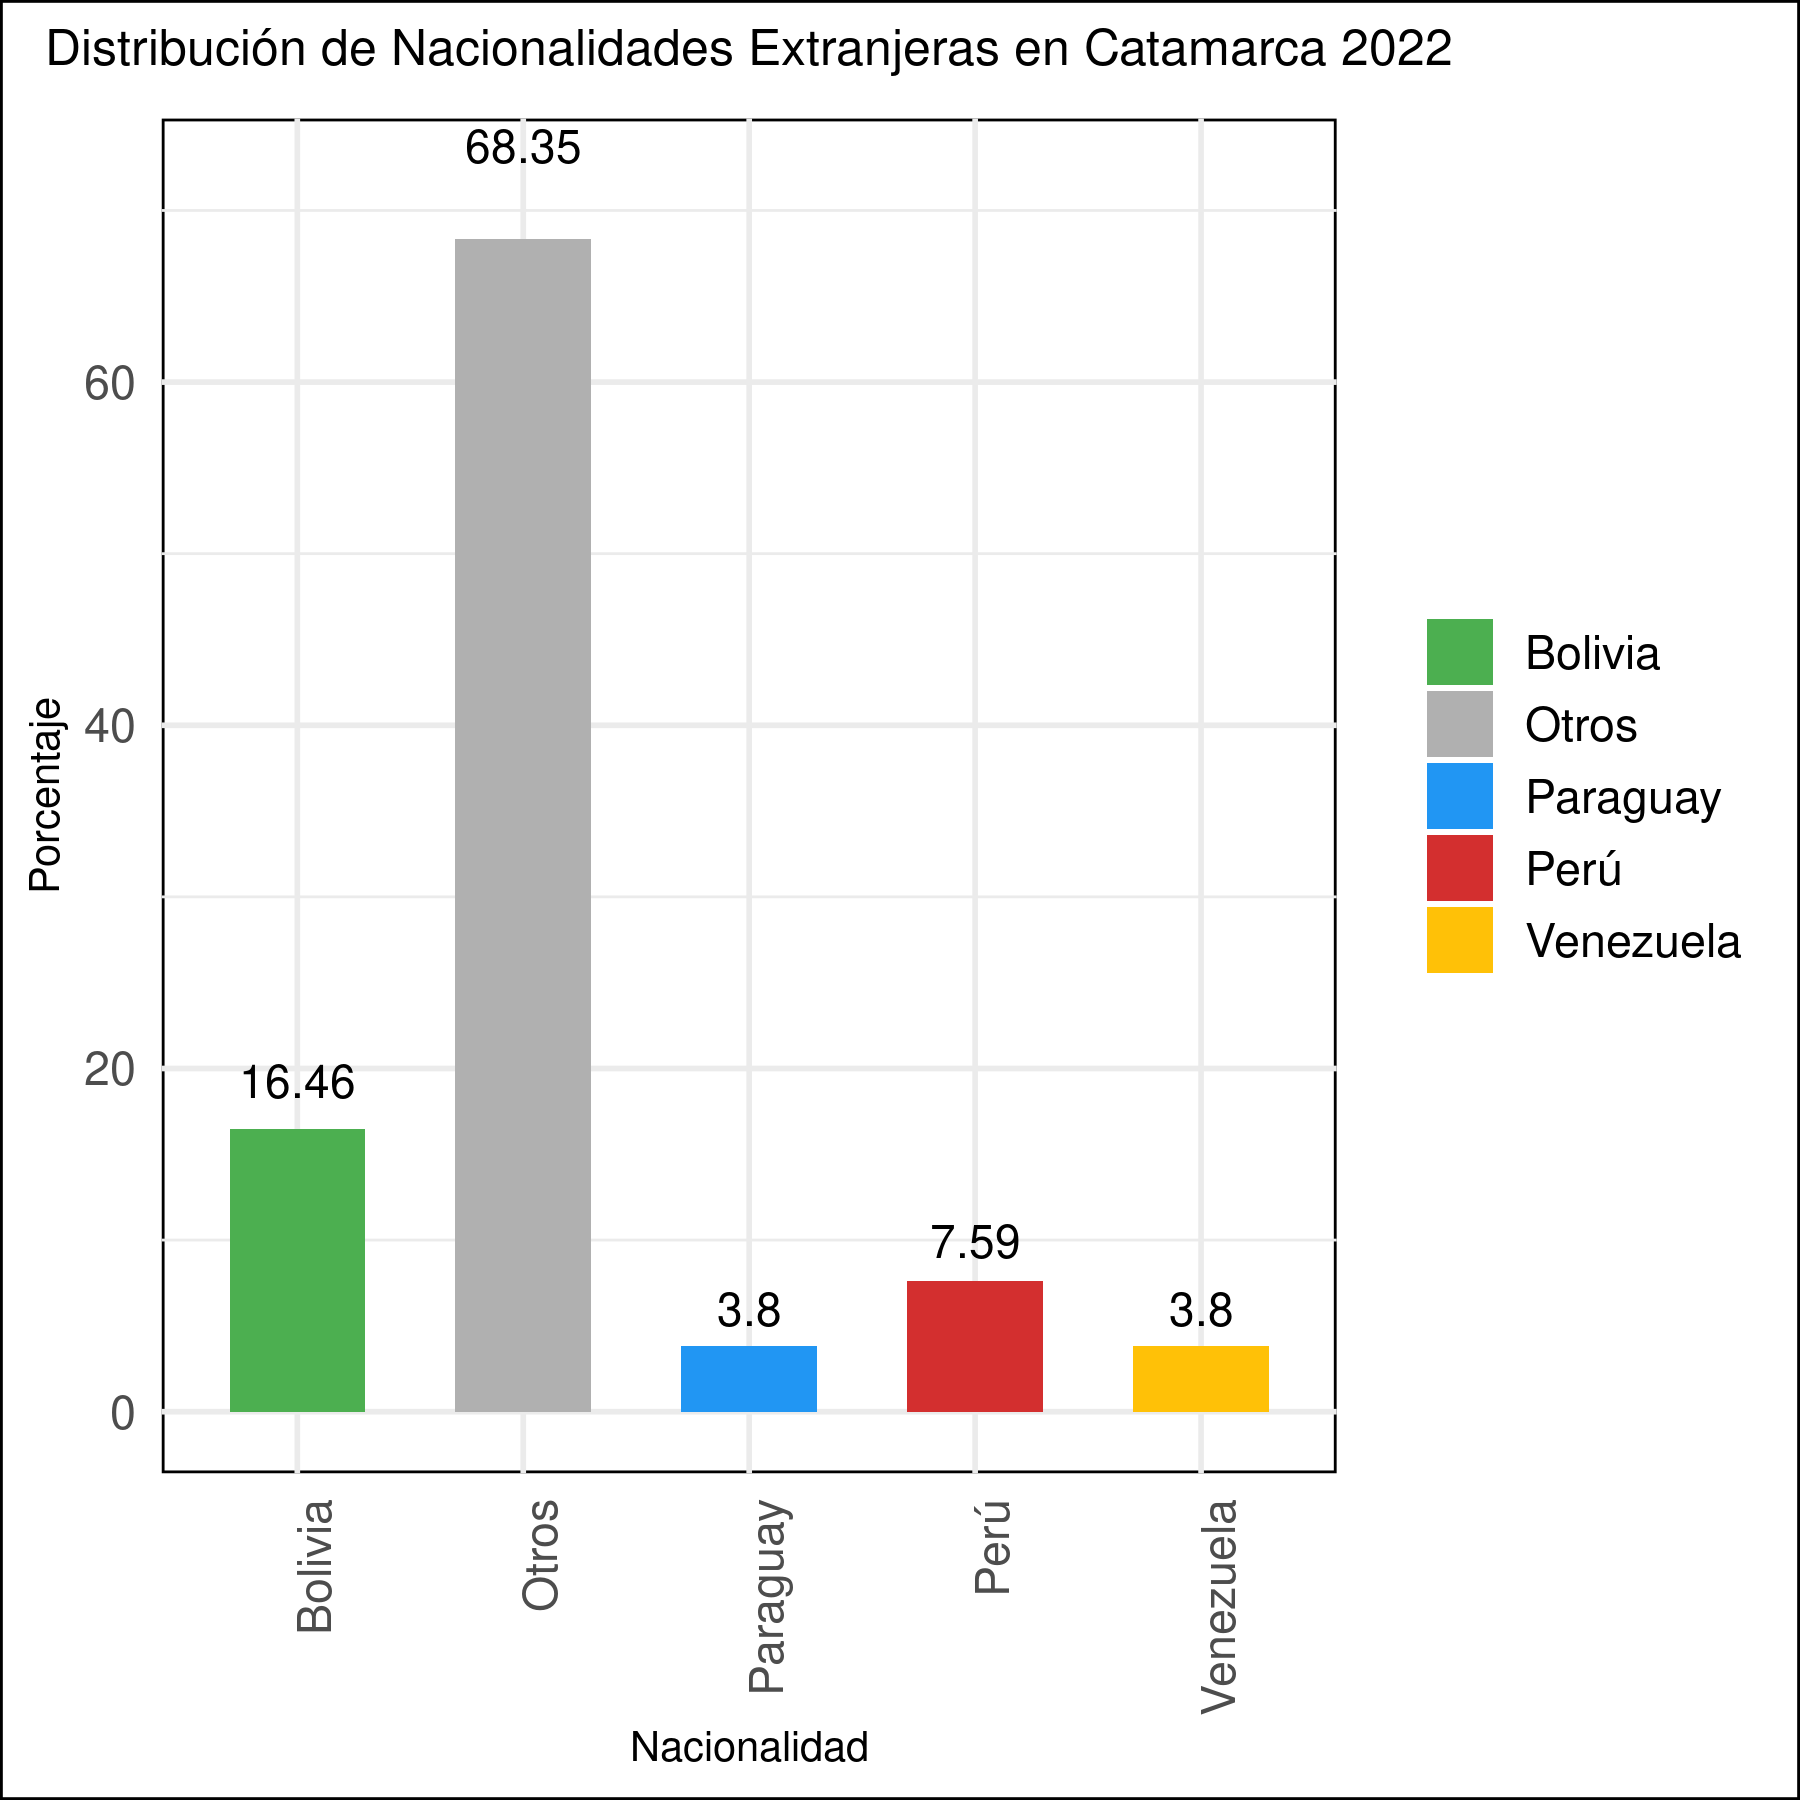 Distribución de Nacionalidades Extranjeras en Catamarca 2022
68.35
60
40
20
0
Porcentaje
16.46
3.8
7.59
3.8
Bolivia
Otros
Paraguay
Perú
Venezuela
Nacionalidad
Bolivia
Otros
Paraguay
Perú
Venezuela